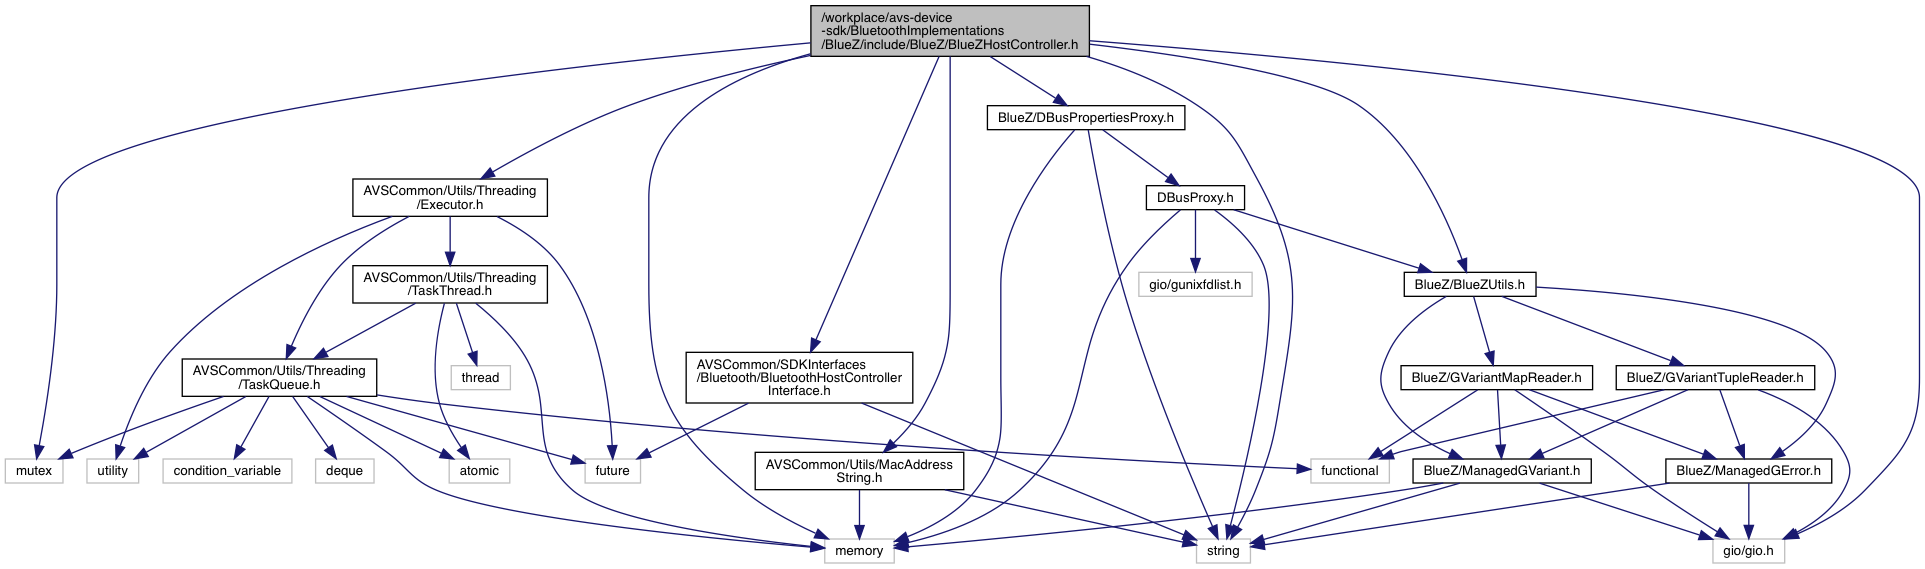 /workplace/avs-device
-sdk/BluetoothImplementations
/BlueZ/include/BlueZ/BlueZHostController.h
BlueZ/DBusPropertiesProxy.h
AVSCommon/Utils/Threading
/Executor.h
DBusProxy.h
AVSCommon/Utils/Threading
/TaskThread.h
gio/gunixfdlist.h
BlueZ/BlueZUtils.h
AVSCommon/Utils/Threading
/TaskQueue.h
thread
AVSCommon/SDKInterfaces
/Bluetooth/BluetoothHostController
Interface.h
BlueZ/GVariantMapReader.h
BlueZ/GVariantTupleReader.h
mutex
utility
condition_variable
deque
atomic
future
AVSCommon/Utils/MacAddress
String.h
functional
BlueZ/ManagedGVariant.h
BlueZ/ManagedGError.h
memory
string
gio/gio.h